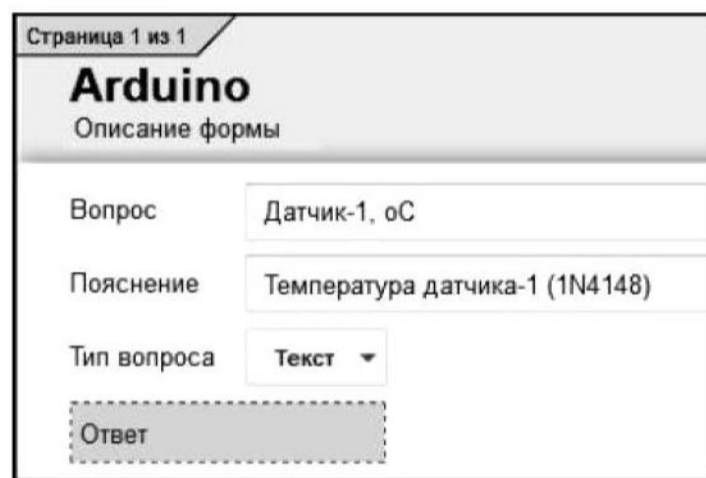 Страница 1 из 1
Arduino
Описание формы
Вопрос Датчик-1, оС
Пояснение Температура датчика-1 (1N4148)
Тип вопроса Текст
Ответ